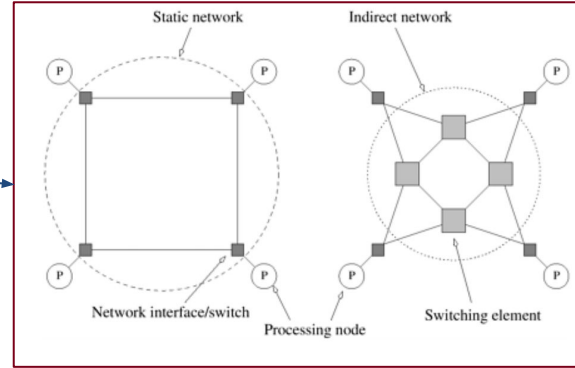 Static network
Indirect network
P
P
P
P
P
P
P
P
Network interface/switch
Processing node
Switching element